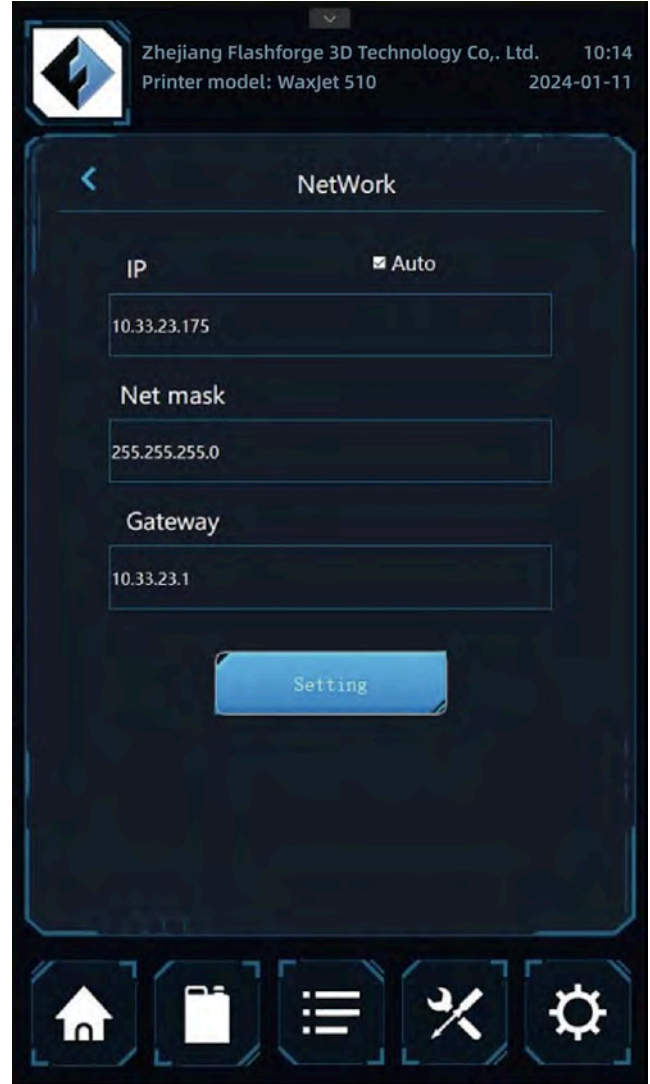 Zhejiang Flashforge 3D Technology Co,. Ltd. 10:14
Printer model: WaxJet 510 2024-01-11
NetWork
IP Auto
10.33.23.175
Net mask
255.255.255.0
Gateway
10.33.23.1
Setting